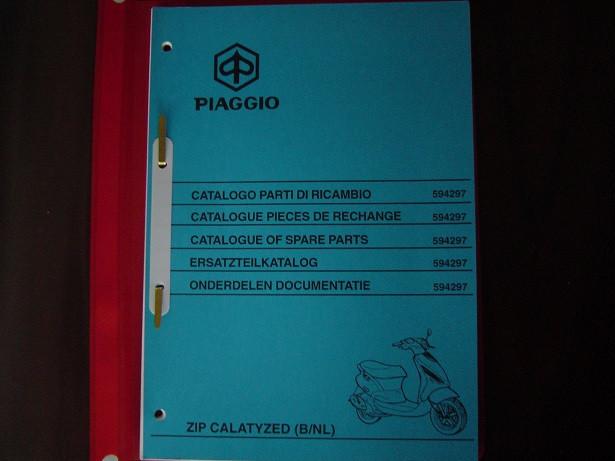 PIAGGIO
CATALOGO PARTI DI RICAMBIO 594297
CATALOGUE PIECES DE RECHANGE 594297
CATALOGUE OF SPARE PARTS 594297
ERSATZTEILKATALOG 594297
ONDERDELEN DOCUMENTATIE 594297
ZIP CALATYZED (B/NL)